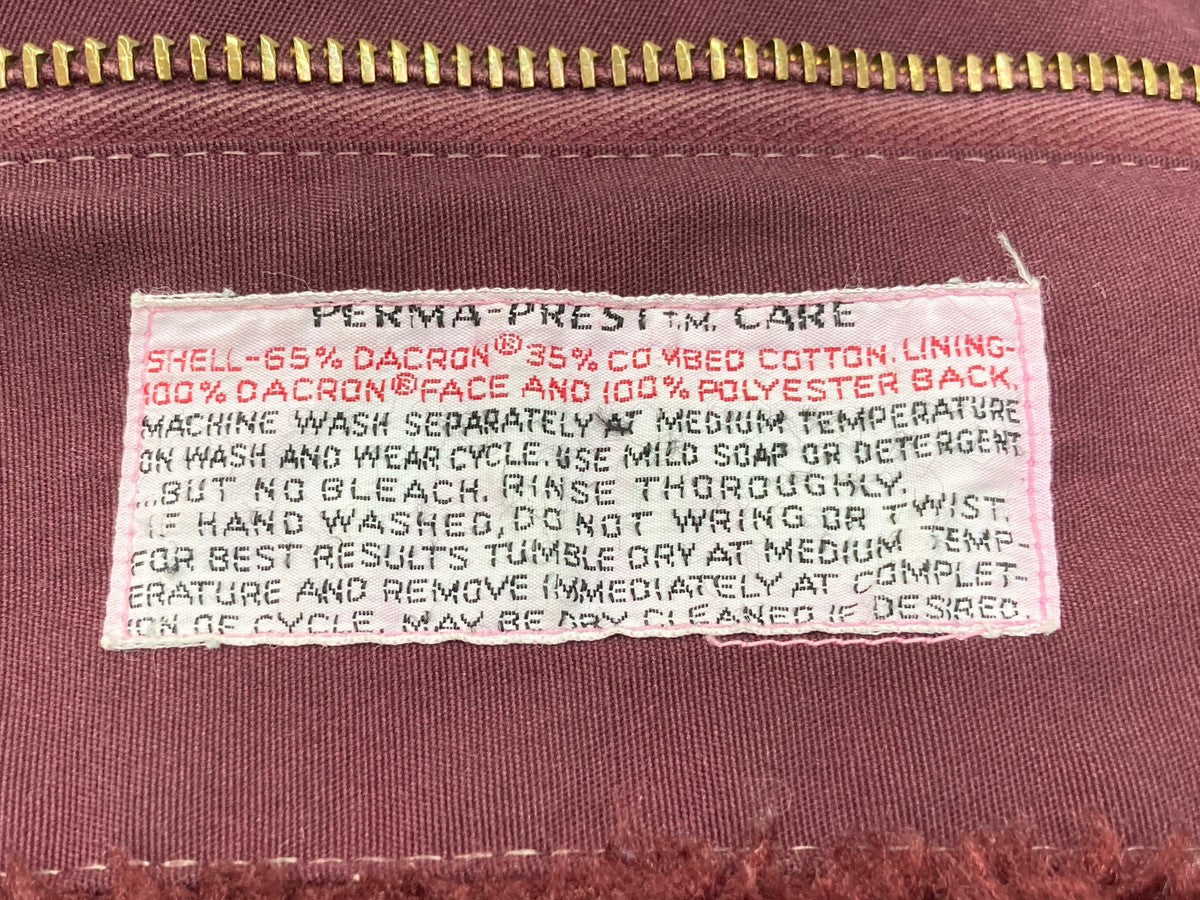 PERMA-PREST T.M. CARE
SHELL-65% DACRON® 35% COMBED COTTON. LINING-
100% DACRON® FACE AND 100% POLYESTER BACK.
MACHINE WASH SEPARATELY AT MEDIUM TEMPERATURE
ON WASH AND WEAR CYCLE. USE MILD SOAP OR DETERGENT
...BUT NO BLEACH. RINSE THOROUGHLY.
IF HAND WASHED, DO NOT WRING OR TWIST.
FOR BEST RESULTS TUMBLE DRY AT MEDIUM TEMP-
ERATURE AND REMOVE IMMEDIATELY AT COMPLET-
ION OF CYCLE. MAY BE DRY CLEANED IF DESIRED.